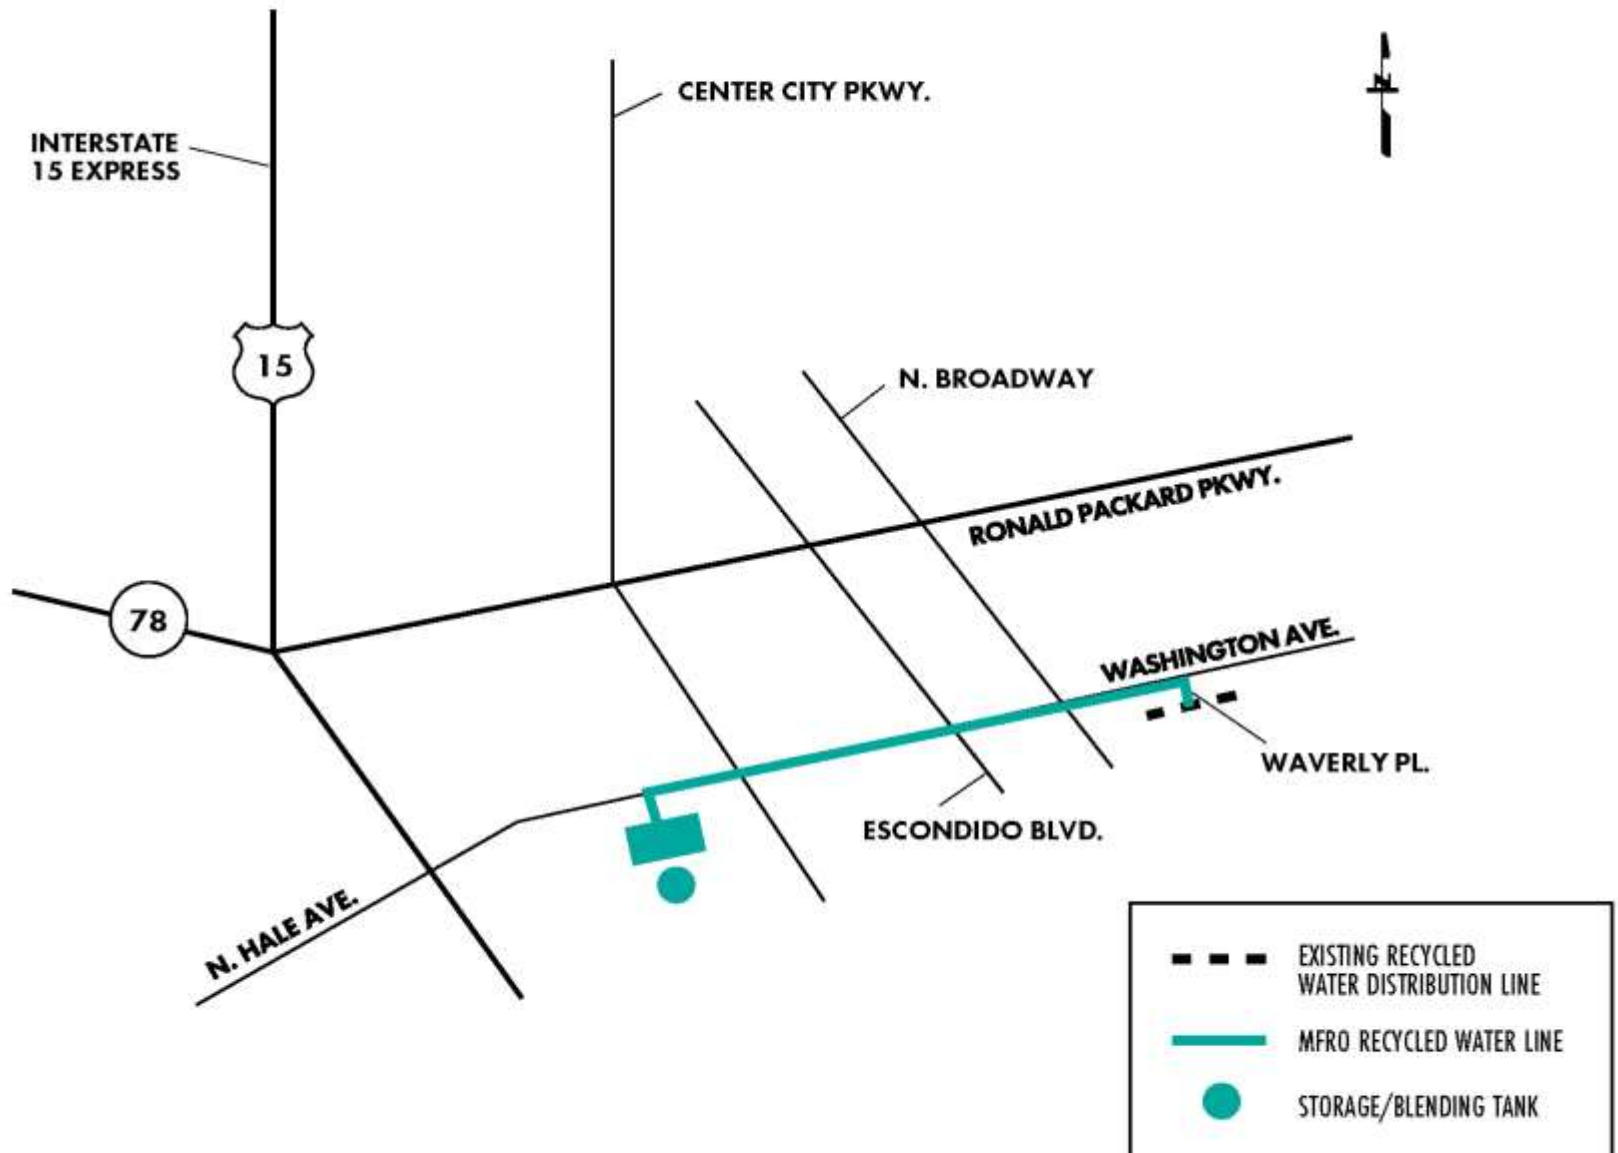 CENTER CITY PKWY.
N
INTERSTATE
15 EXPRESS
15
N. BROADWAY
RONALD PACKARD PKWY.
78
WASHINGTON AVE.
WAVERLY PL.
ESCONDIDO BLVD.
N. HALE AVE.
EXISTING RECYCLED
WATER DISTRIBUTION LINE
MFRO RECYCLED WATER LINE
STORAGE/BLENDING TANK